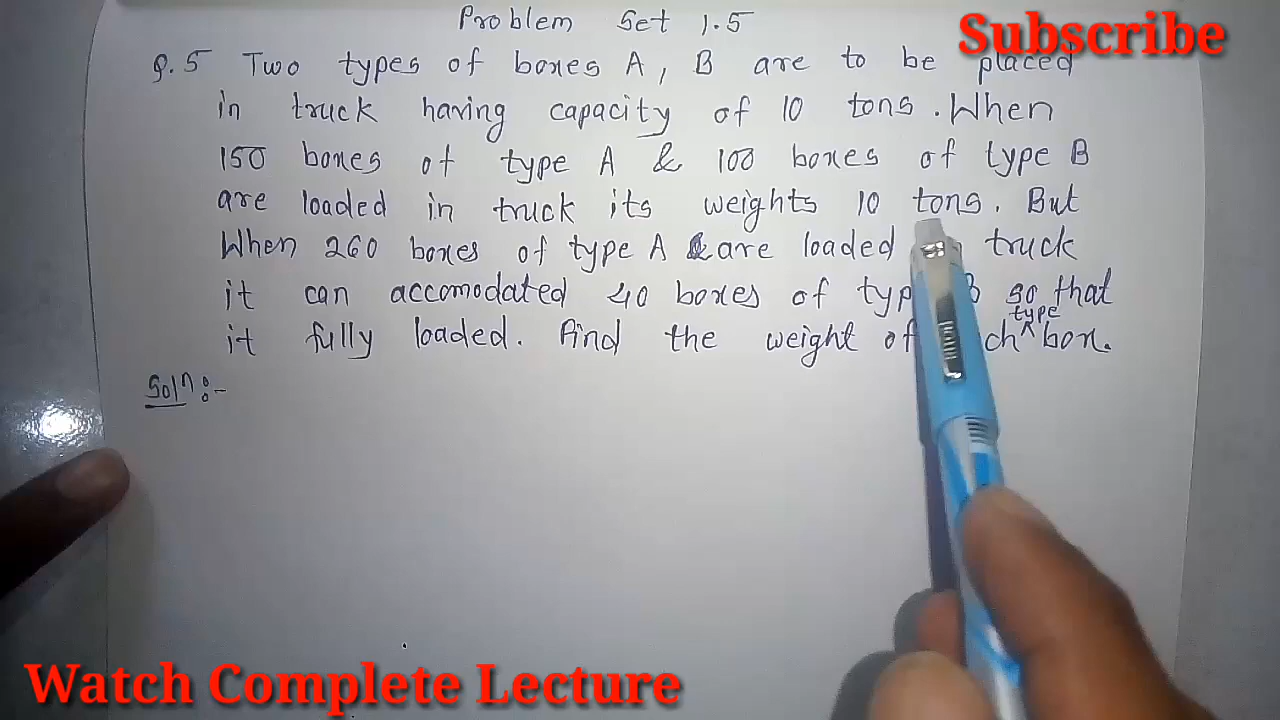 Problem Set 1.5
Subscribe
Q.5 Two types of boxes A, B are to be placed
in truck having capacity of 10 tons. When
150 boxes of type A & 100 boxes of type B
are loaded in truck its weights 10 tons. But
When 260 boxes of type A are loaded truck
it can accomodated 40 boxes of B so that
it fully loaded. Find the weight of type box.
Soln :-
Watch Complete Lecture